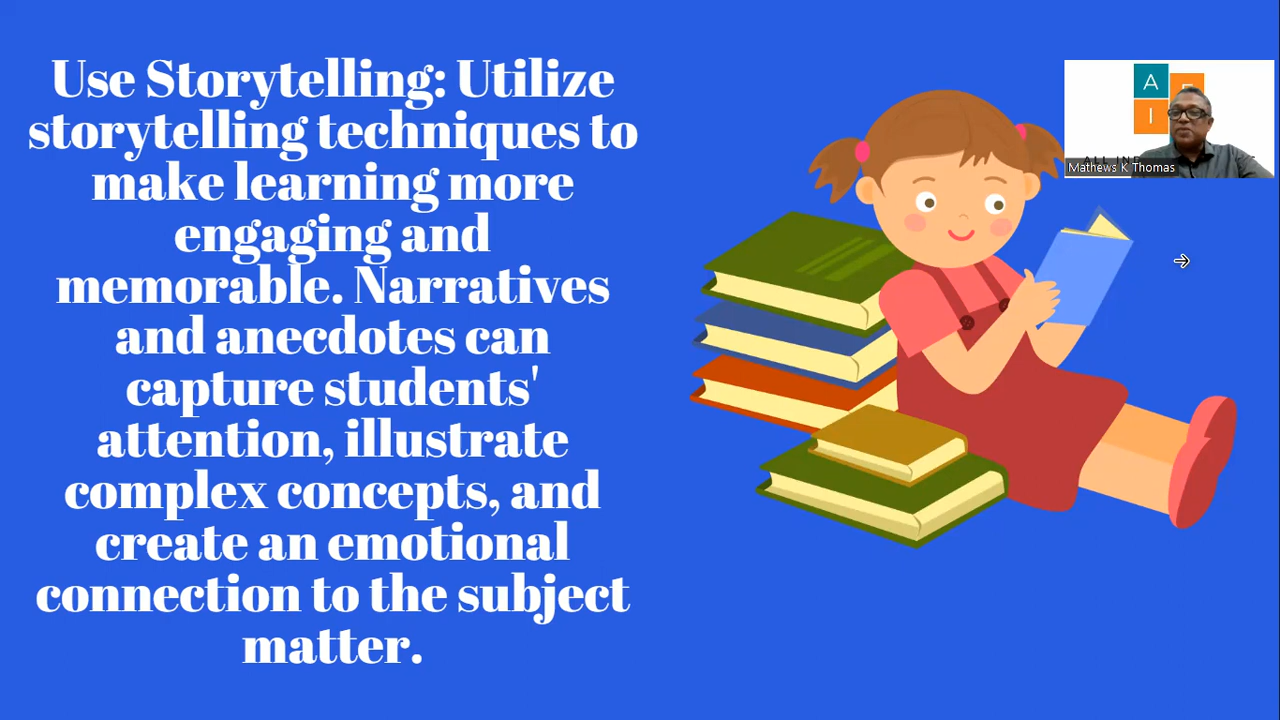 Use Storytelling: Utilize
storytelling techniques to
make learning more
engaging and
memorable. Narratives
and anecdotes can
capture students'
attention, illustrate
complex concepts, and
create an emotional
connection to the subject
matter.
A
I
Mathews K Thomas